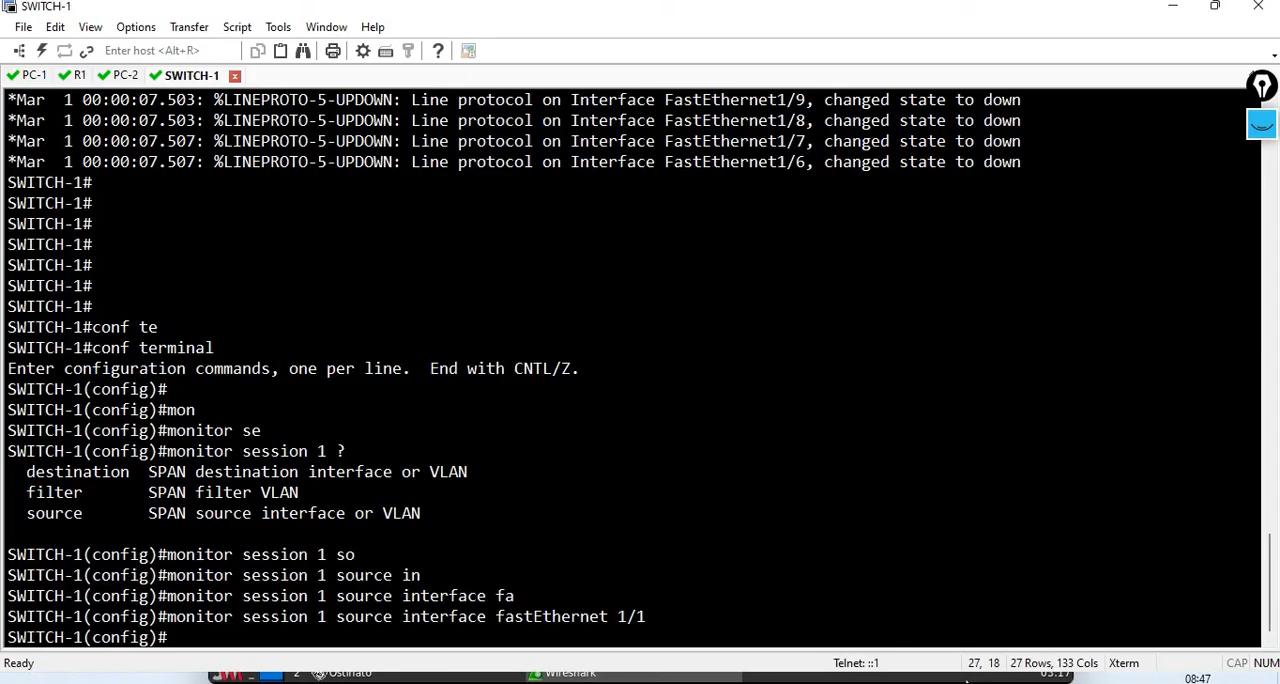 SWITCH-1
File Edit View Options Transfer Script Tools Window Help
Enter host <Alt+R>
PC-1 R1 PC-2 SWITCH-1
*Mar  1 00:00:07.503: %LINEPROTO-5-UPDOWN: Line protocol on Interface FastEthernet1/9, changed state to down
*Mar  1 00:00:07.503: %LINEPROTO-5-UPDOWN: Line protocol on Interface FastEthernet1/8, changed state to down
*Mar  1 00:00:07.507: %LINEPROTO-5-UPDOWN: Line protocol on Interface FastEthernet1/7, changed state to down
*Mar  1 00:00:07.507: %LINEPROTO-5-UPDOWN: Line protocol on Interface FastEthernet1/6, changed state to down
SWITCH-1#
SWITCH-1#
SWITCH-1#
SWITCH-1#
SWITCH-1#
SWITCH-1#
SWITCH-1#
SWITCH-1#conf te
SWITCH-1#conf terminal
Enter configuration commands, one per line.  End with CNTL/Z.
SWITCH-1(config)#
SWITCH-1(config)#mon
SWITCH-1(config)#monitor se
SWITCH-1(config)#monitor session 1 ?
  destination  SPAN destination interface or VLAN
  filter       SPAN filter VLAN
  source       SPAN source interface or VLAN
SWITCH-1(config)#monitor session 1 so
SWITCH-1(config)#monitor session 1 source in
SWITCH-1(config)#monitor session 1 source interface fa
SWITCH-1(config)#monitor session 1 source interface fastEthernet 1/1
SWITCH-1(config)#
Ready Telnet: ::1 27, 18 27 Rows, 133 Cols Xterm CAP NUM
2 Ostinato Wireshark 03:17 08:47